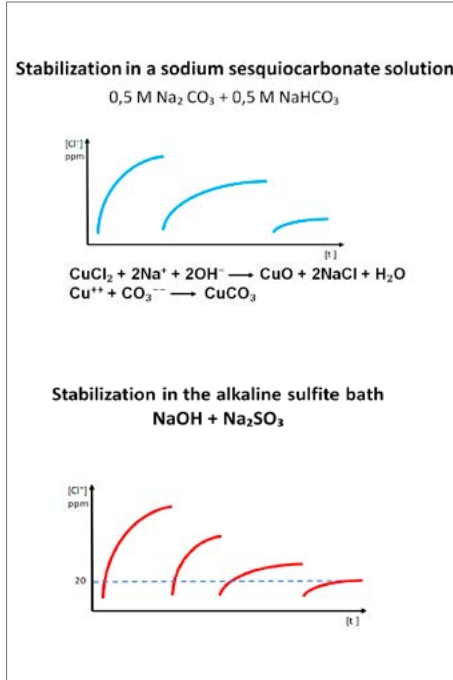 Stabilization in a sodium sesquiocarbonate solution
0,5 M Na₂ CO₃ + 0,5 M NaHCO₃
[Cl⁻]
ppm
[t]
CuCl₂ + 2Na⁺ + 2OH⁻ ⟶ CuO + 2NaCl + H₂O
Cu⁺⁺ + CO₃⁻⁻ ⟶ CuCO₃
Stabilization in the alkaline sulfite bath
NaOH + Na₂SO₃
[Cl⁻]
ppm
20
[t]